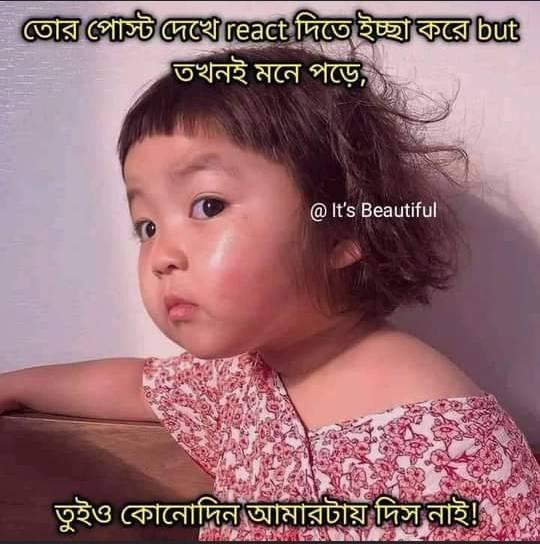 তোর পোস্ট দেখে react দিতে ইচ্ছা করে but
তখনই মনে পড়ে,
@ It's Beautiful
তুইও কোনোদিন আমারটায় দিস নাই!